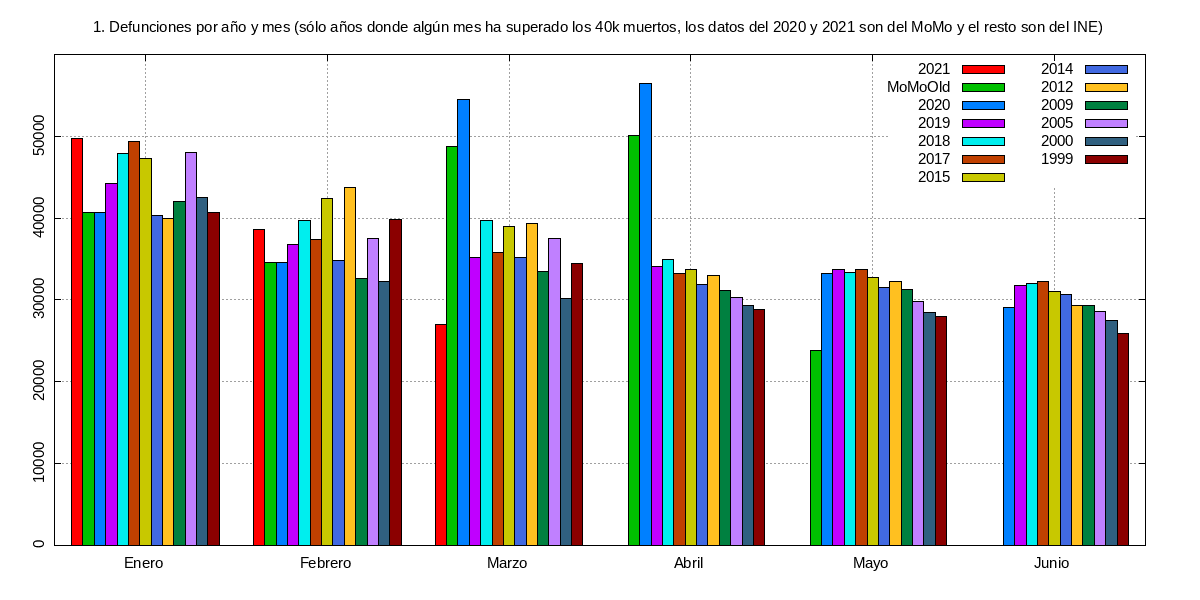 1. Defunciones por año y mes (sólo años donde algún mes ha superado los 40k muertos, los datos del 2020 y 2021 son del MoMo y el resto son del INE)
2021
MoMoOld
2020
2019
2018
2017
2015
2014
2012
2009
2005
2000
1999
50000
40000
30000
20000
10000
0
Enero
Febrero
Marzo
Abril
Mayo
Junio